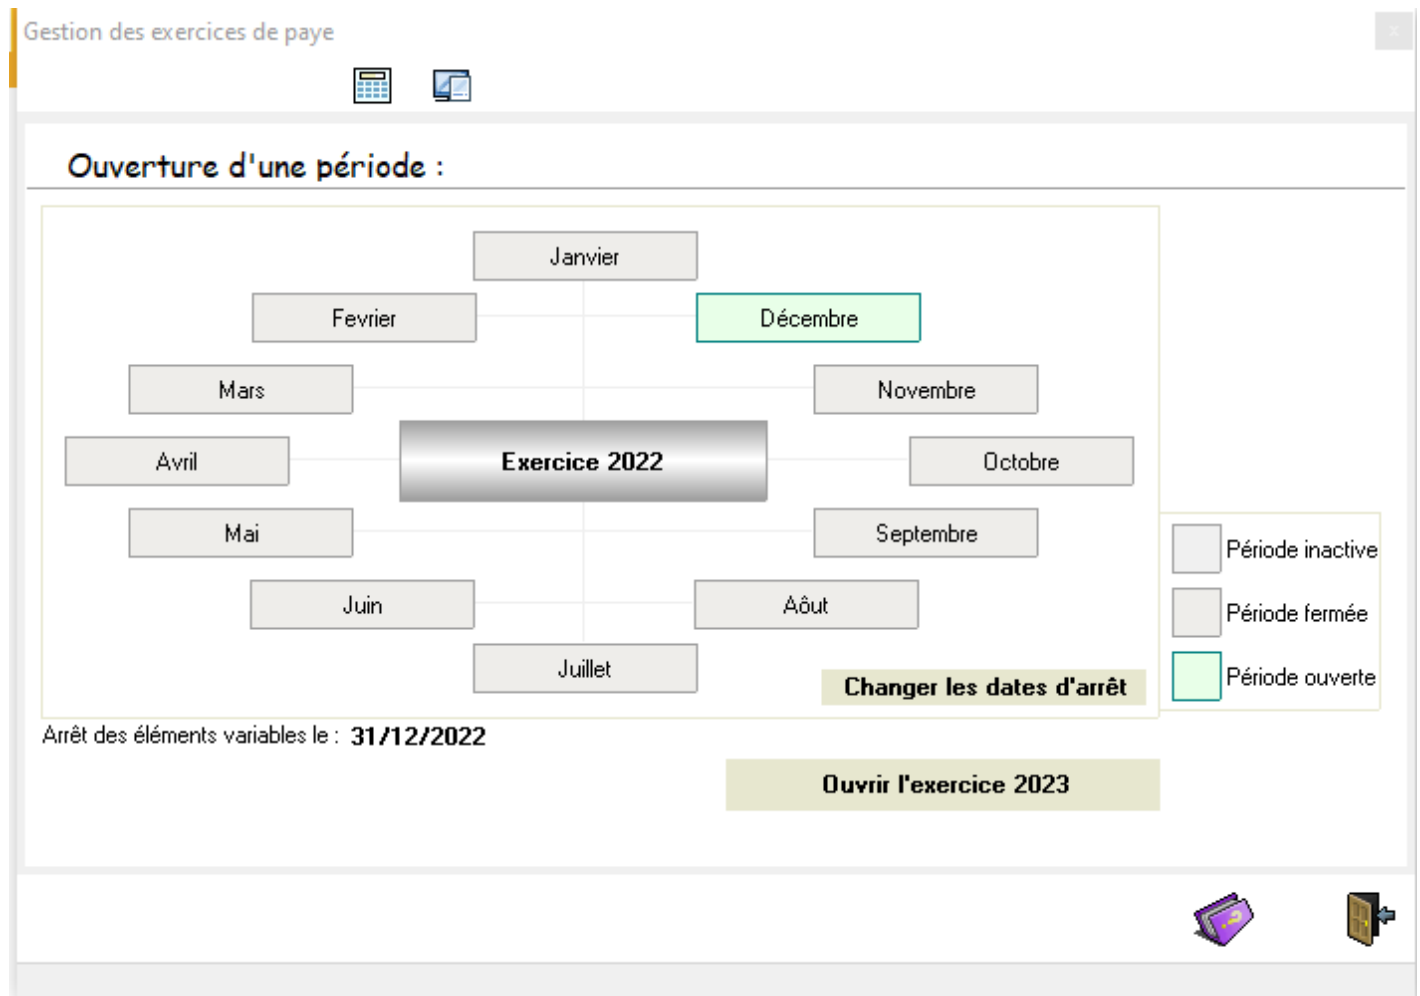 Gestion des exercices de paye
Ouverture d'une période :
Janvier
Fevrier
Décembre
Mars
Novembre
Avril
Exercice 2022
Octobre
Mai
Septembre
Juin
Aôut
Juillet
Changer les dates d'arrêt
Période inactive
Période fermée
Période ouverte
Arrêt des éléments variables le : 31/12/2022
Ouvrir l'exercice 2023